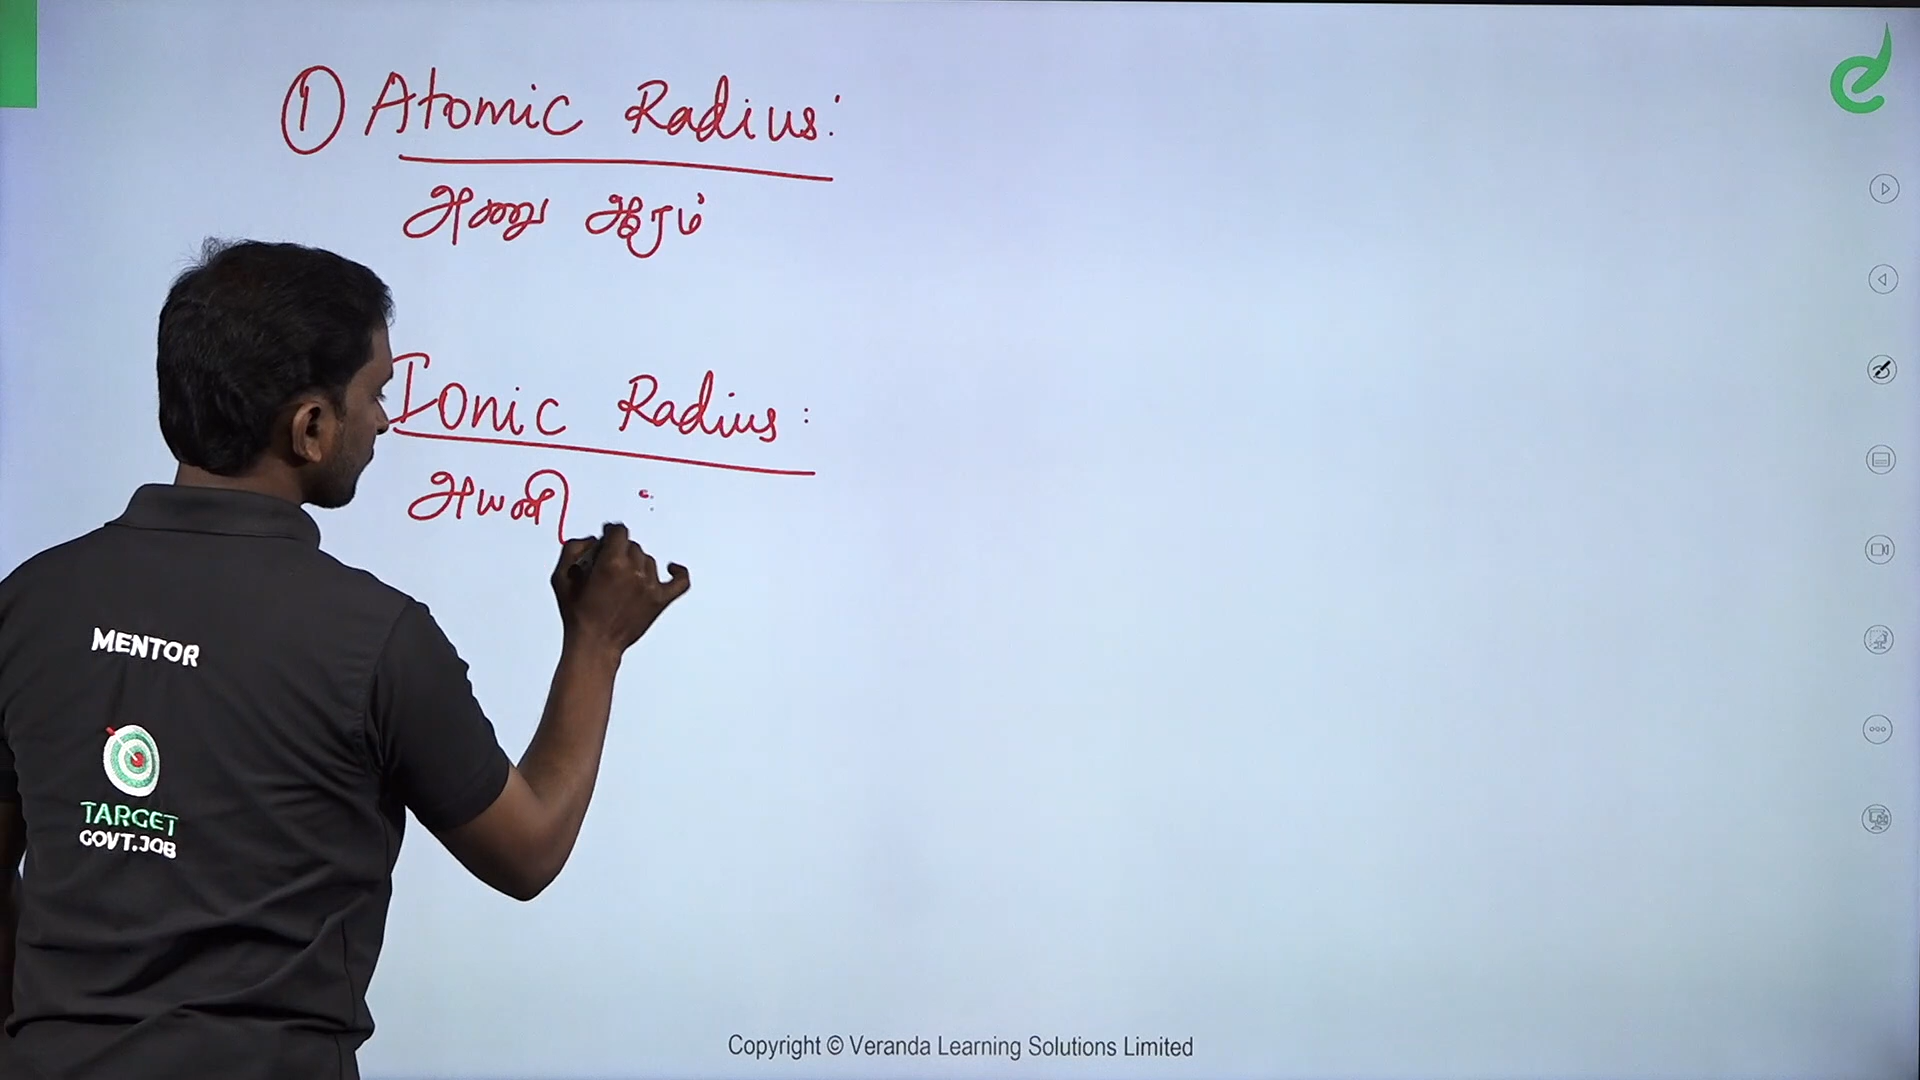 ① Atomic Radius:
அணு ஆரம்
Ionic Radius:
அயனி
MENTOR
TARGET
GOVT.JOB
Copyright © Veranda Learning Solutions Limited